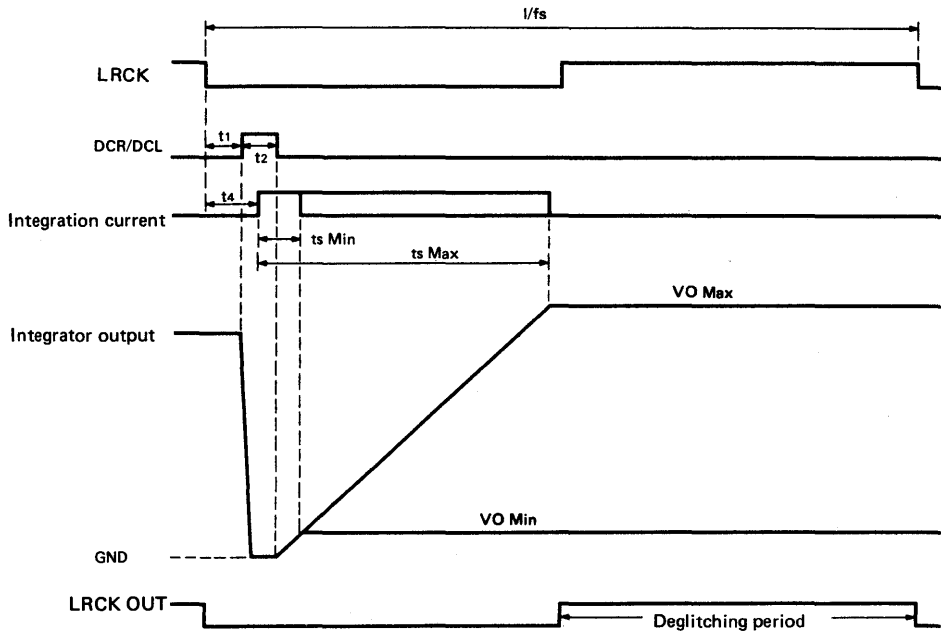 I/fs
LRCK
t1
DCR/DCL
t2
t4
Integration current
ts Min
ts Max
VO Max
Integrator output
VO Min
GND
LRCK OUT
Deglitching period